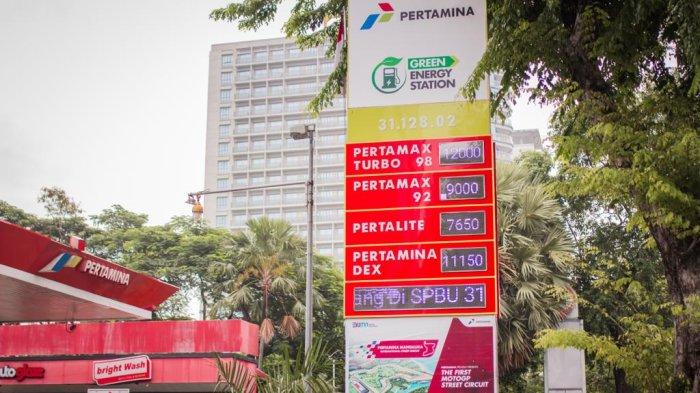 PERTAMINA
GREEN
ENERGY
STATION
31.128.02
PERTAMAX
TURBO 98 12000
PERTAMAX
92 9000
PERTALITE 7650
PERTAMINA
DEX 11150
ang Di SPBU 31
PERTAMINA
PERTAMINA MANDALIKA
THE FIRST
MOTOGP
STREET CIRCUIT
PERTAMINA
bright Wash